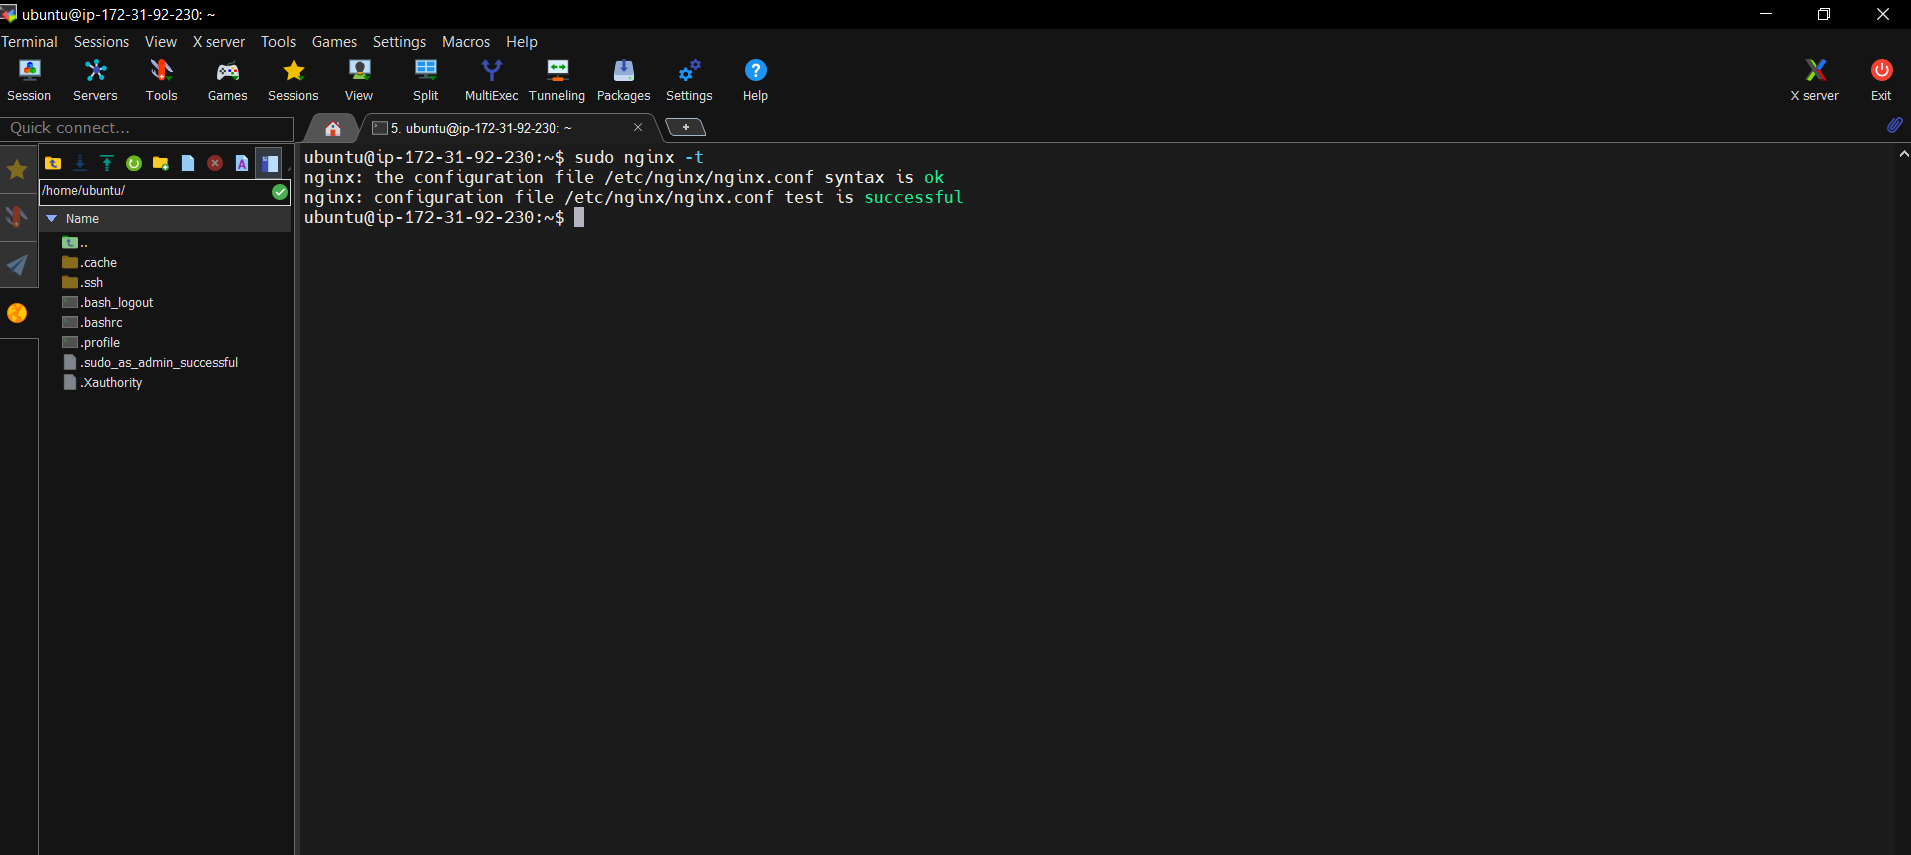 ubuntu@ip-172-31-92-230: ~
Terminal Sessions View X server Tools Games Settings Macros Help
Session Servers Tools Games Sessions View Split MultiExec Tunneling Packages Settings Help X server Exit
Quick connect...
5. ubuntu@ip-172-31-92-230: ~
/home/ubuntu/
Name
..
.cache
.ssh
.bash_logout
.bashrc
.profile
.sudo_as_admin_successful
.Xauthority
ubuntu@ip-172-31-92-230:~$ sudo nginx -t
nginx: the configuration file /etc/nginx/nginx.conf syntax is ok
nginx: configuration file /etc/nginx/nginx.conf test is successful
ubuntu@ip-172-31-92-230:~$